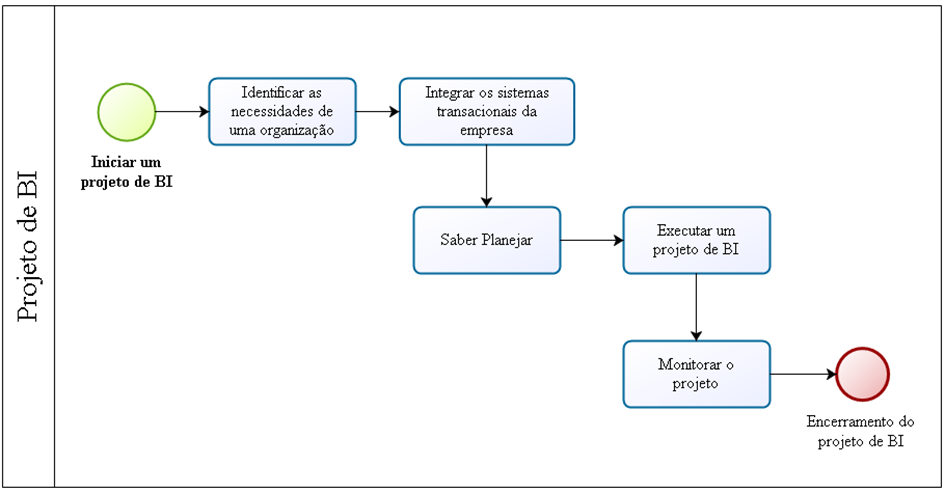 Projeto de BI
Iniciar um
projeto de BI
Identificar as
necessidades de
uma organização
Integrar os sistemas
transacionais da
empresa
Saber Planejar
Executar um
projeto de BI
Monitorar o
projeto
Encerramento do
projeto de BI